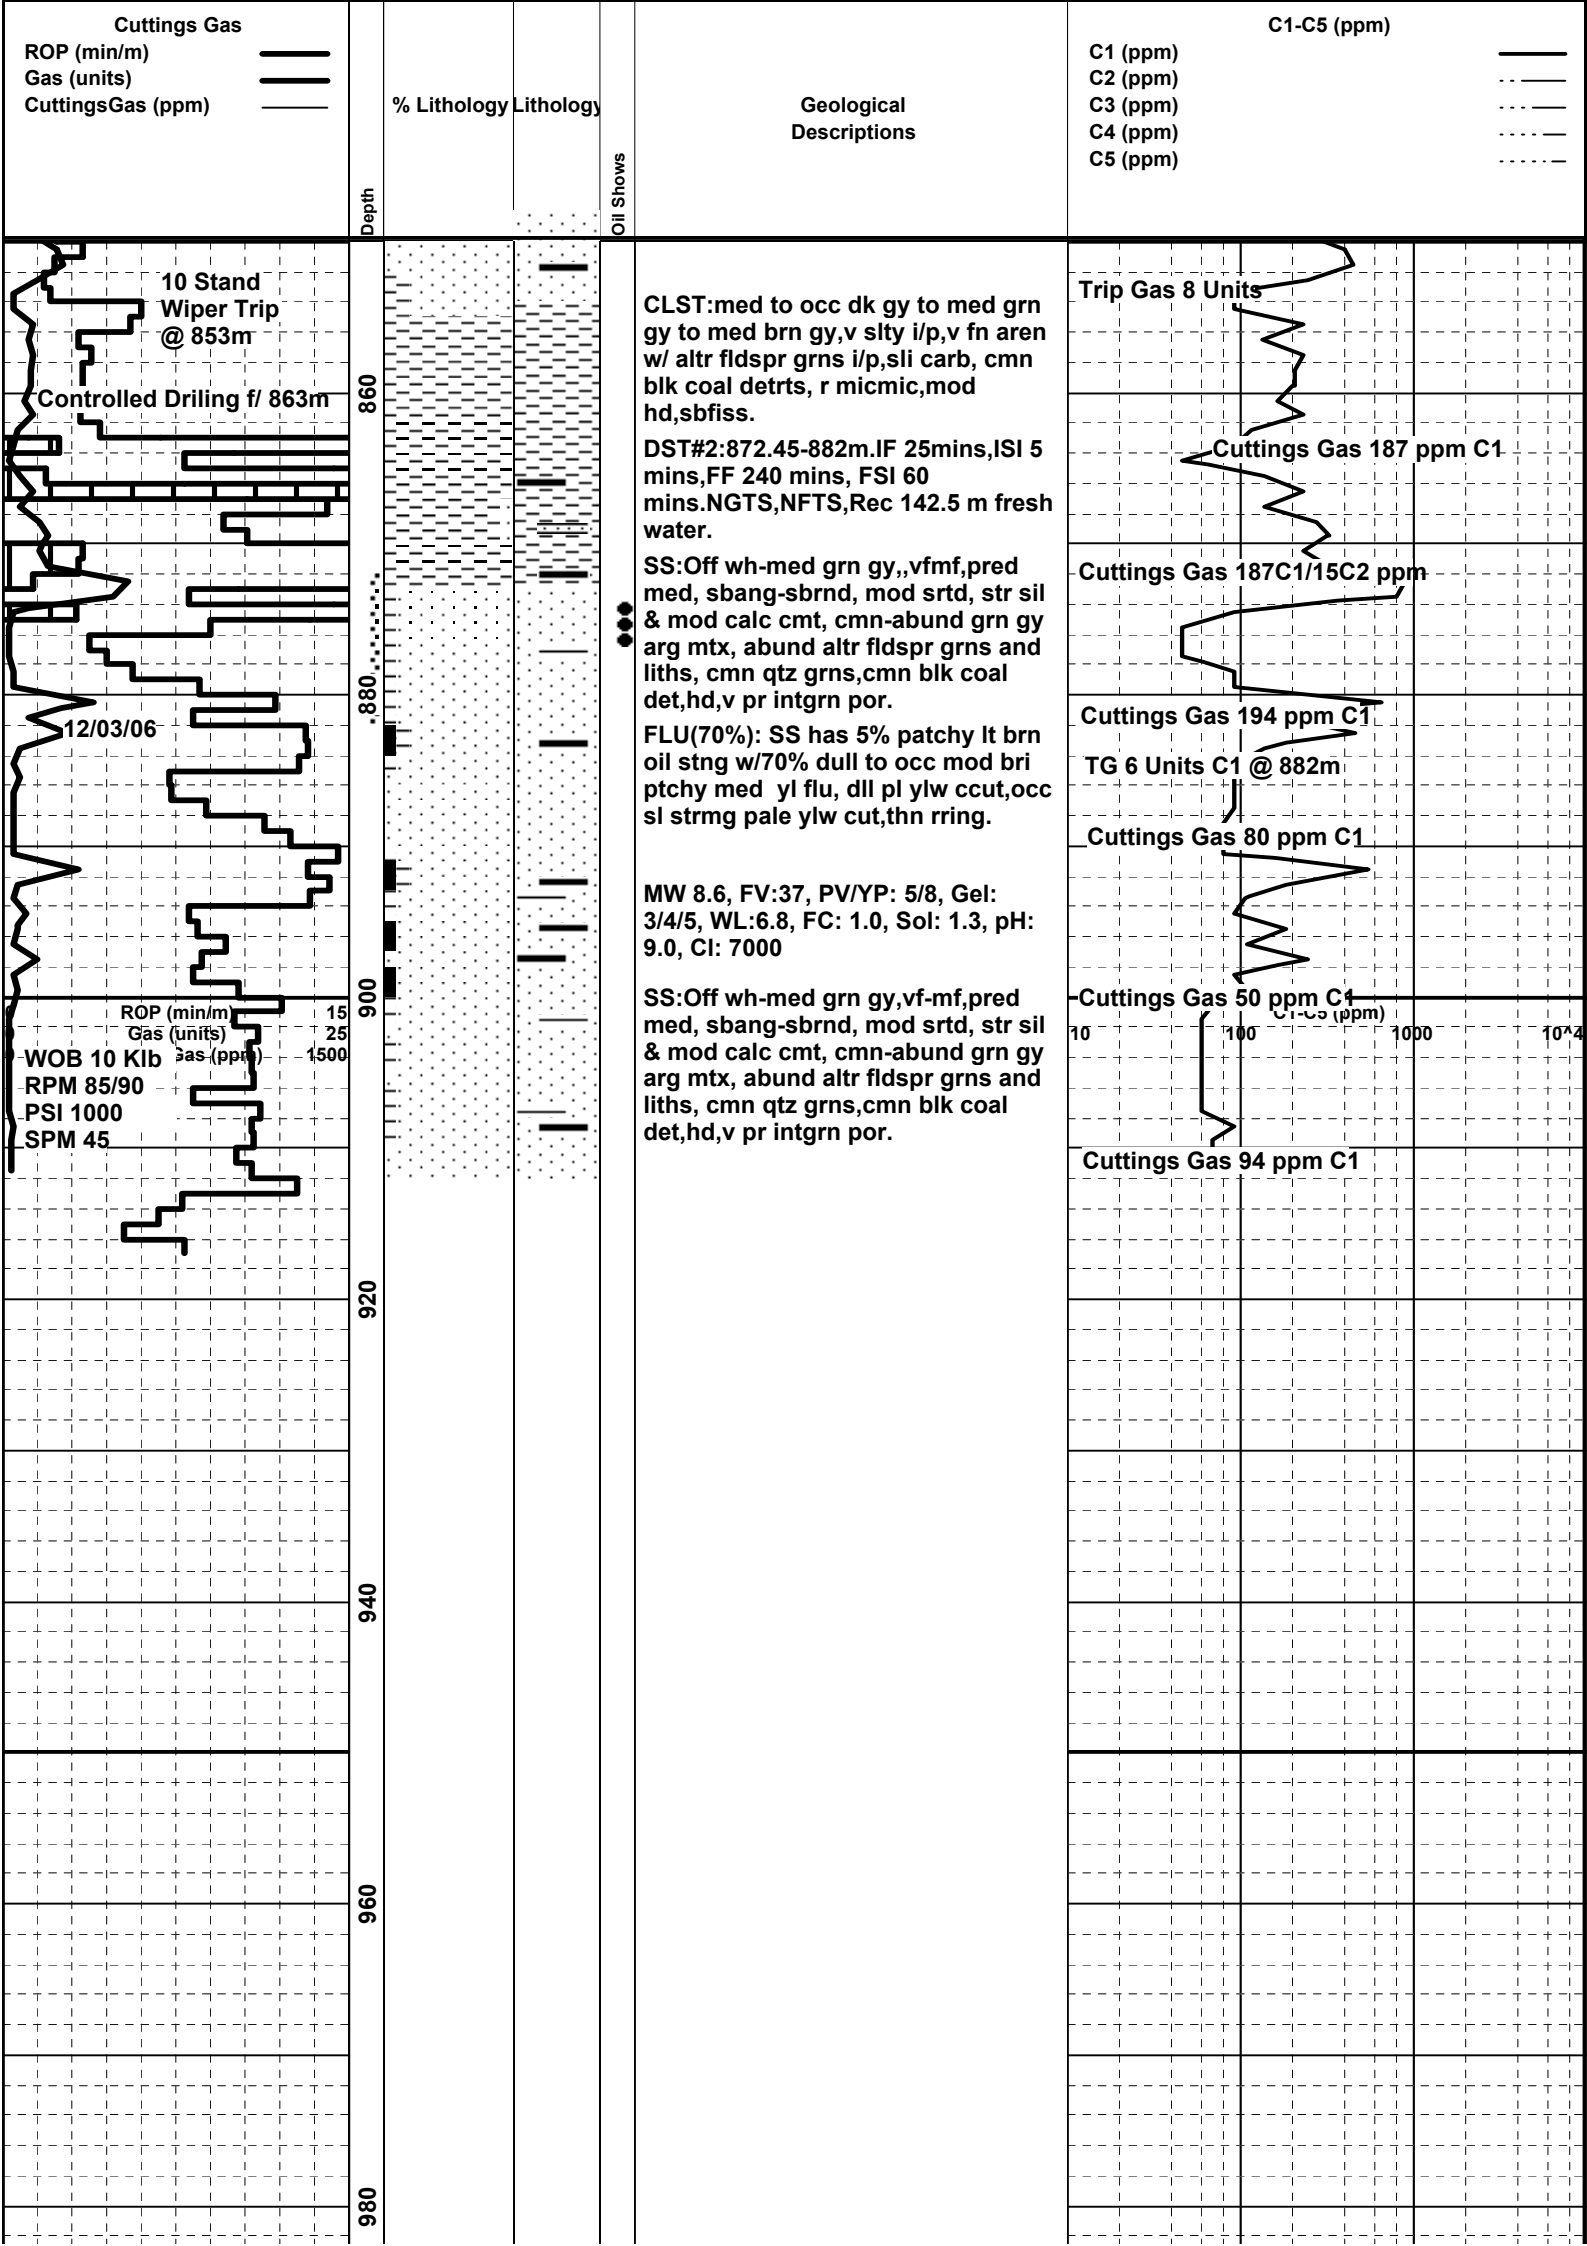 Cuttings Gas
ROP (min/m)
Gas (units)
CuttingsGas (ppm)
Depth
% Lithology
Lithology
Oil Shows
Geological
Descriptions
C1-C5 (ppm)
C1 (ppm)
C2 (ppm)
C3 (ppm)
C4 (ppm)
C5 (ppm)
10 Stand
Wiper Trip
@ 853m
Controlled Driling f/ 863m
12/03/06
ROP (min/m) 15
Gas (units) 25
Gas (ppm) 1500
WOB 10 Klb
RPM 85/90
PSI 1000
SPM 45
860
880
900
920
940
960
980
CLST:med to occ dk gy to med grn
gy to med brn gy,v slty i/p,v fn aren
w/ altr fldspr grns i/p,sli carb, cmn
blk coal detrts, r micmic,mod
hd,sbfiss.
DST#2:872.45-882m.IF 25mins,ISI 5
mins,FF 240 mins, FSI 60
mins.NGTS,NFTS,Rec 142.5 m fresh
water.
SS:Off wh-med grn gy,,vfmf,pred
med, sbang-sbrnd, mod srtd, str sil
& mod calc cmt, cmn-abund grn gy
arg mtx, abund altr fldspr grns and
liths, cmn qtz grns,cmn blk coal
det,hd,v pr intgrn por.
FLU(70%): SS has 5% patchy lt brn
oil stng w/70% dull to occ mod bri
ptchy med  yl flu, dll pl ylw ccut,occ
sl strmg pale ylw cut,thn rring.
MW 8.6, FV:37, PV/YP: 5/8, Gel:
3/4/5, WL:6.8, FC: 1.0, Sol: 1.3, pH:
9.0, Cl: 7000
SS:Off wh-med grn gy,vf-mf,pred
med, sbang-sbrnd, mod srtd, str sil
& mod calc cmt, cmn-abund grn gy
arg mtx, abund altr fldspr grns and
liths, cmn qtz grns,cmn blk coal
det,hd,v pr intgrn por.
Trip Gas 8 Units
Cuttings Gas 187 ppm C1
Cuttings Gas 187C1/15C2 ppm
Cuttings Gas 194 ppm C1
TG 6 Units C1 @ 882m
Cuttings Gas 80 ppm C1
Cuttings Gas 50 ppm C1
C1-C5 (ppm)
10 100 1000 10^4
Cuttings Gas 94 ppm C1